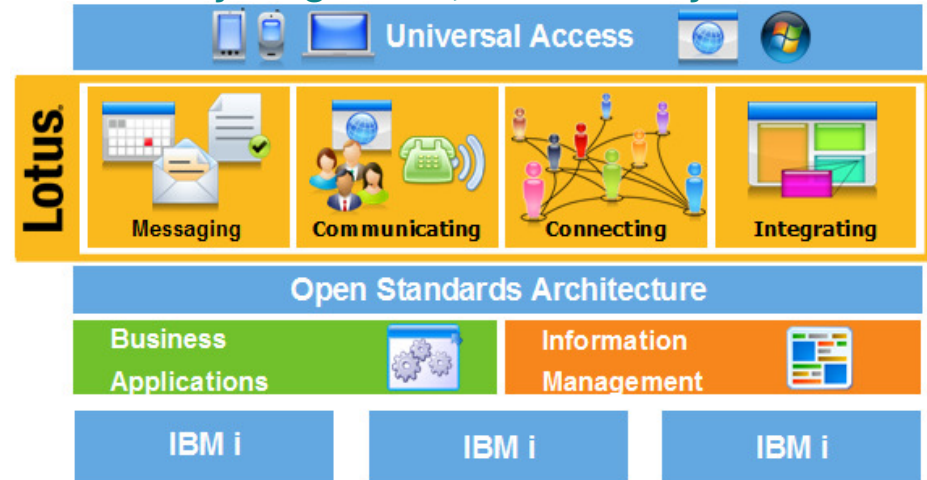 Universal Access
Lotus.
Messaging
Communicating
Connecting
Integrating
Open Standards Architecture
Business
Applications
Information
Management
IBM i
IBM i
IBM i